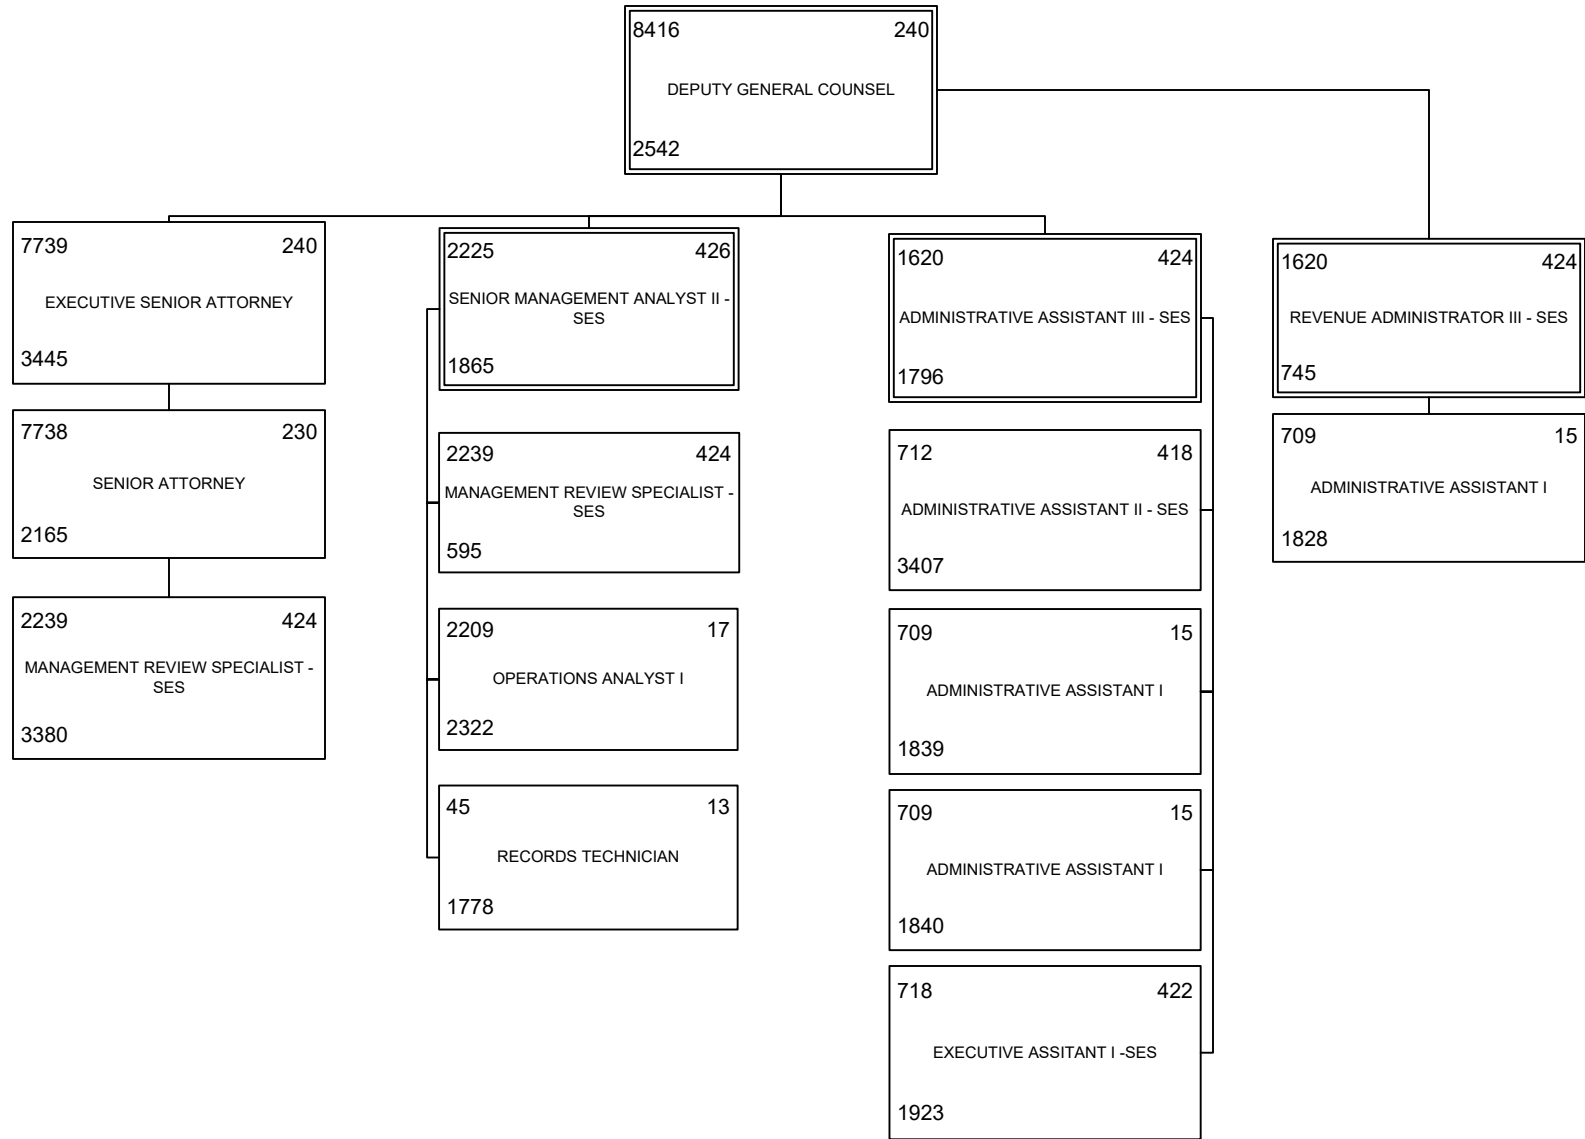 8416 240
DEPUTY GENERAL COUNSEL
2542
7739 240
EXECUTIVE SENIOR ATTORNEY
3445
7738 230
SENIOR ATTORNEY
2165
2239 424
MANAGEMENT REVIEW SPECIALIST -
SES
3380
2225 426
SENIOR MANAGEMENT ANALYST II -
SES
1865
2239 424
MANAGEMENT REVIEW SPECIALIST -
SES
595
2209 17
OPERATIONS ANALYST I
2322
45 13
RECORDS TECHNICIAN
1778
1620 424
ADMINISTRATIVE ASSISTANT III - SES
1796
712 418
ADMINISTRATIVE ASSISTANT II - SES
3407
709 15
ADMINISTRATIVE ASSISTANT I
1839
709 15
ADMINISTRATIVE ASSISTANT I
1840
718 422
EXECUTIVE ASSITANT I -SES
1923
1620 424
REVENUE ADMINISTRATOR III - SES
745
709 15
ADMINISTRATIVE ASSISTANT I
1828